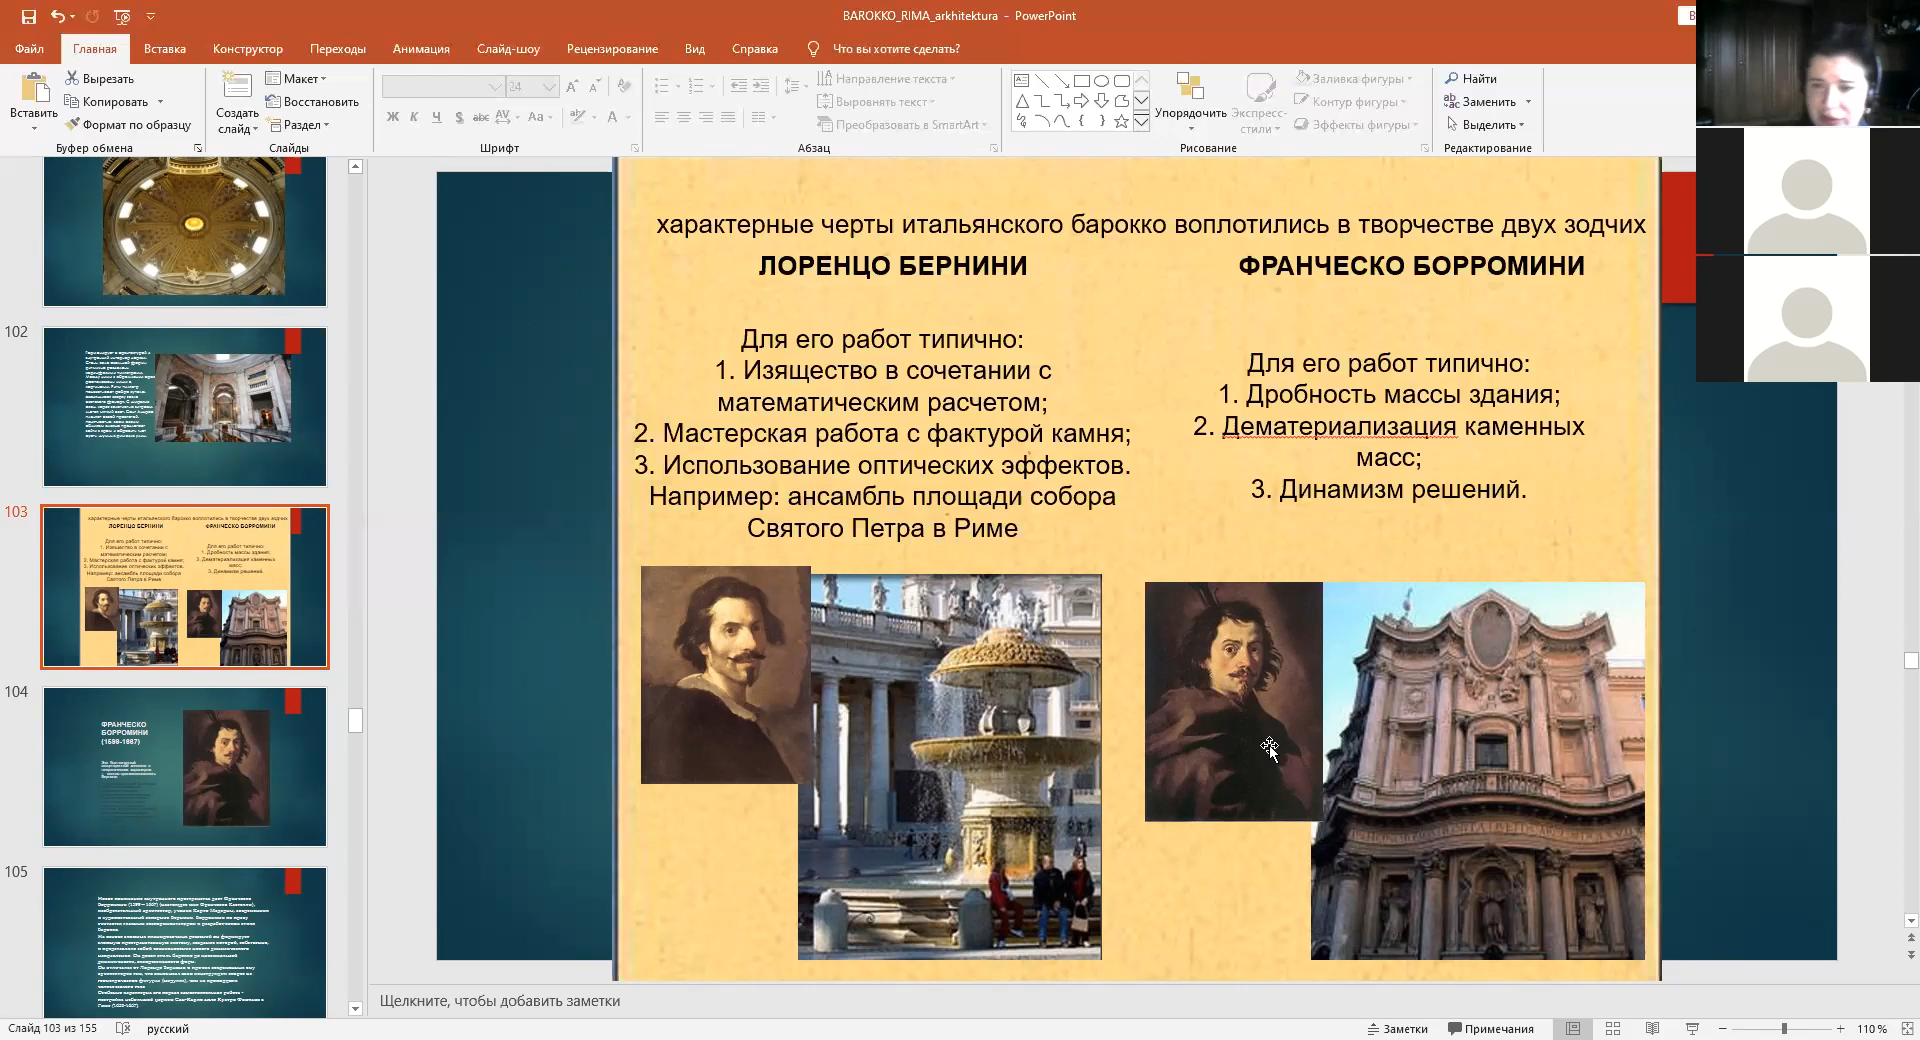 BAROKKO_RIMA_arkhitektura - PowerPoint
Файл Главная Вставка Конструктор Переходы Анимация Слайд-шоу Рецензирование Вид Справка Что вы хотите сделать?
Вставить
Вырезать
Копировать
Формат по образцу
Буфер обмена
Создать слайд
Макет
Восстановить
Раздел
Слайды
24
Ж К Ч S abc AV Aa A
Шрифт
Направление текста
Выровнять текст
Преобразовать в SmartArt
Абзац
Упорядочить
Экспресс-стили
Заливка фигуры
Контур фигуры
Эффекты фигуры
Рисование
Найти
Заменить
Выделить
Редактирование
102
103
104
ФРАНЧЕСКО
БОРРОМИНИ
(1599-1667)
105
характерные черты итальянского барокко воплотились в творчестве двух зодчих
ЛОРЕНЦО БЕРНИНИ
Для его работ типично:
1. Изящество в сочетании с
математическим расчетом;
2. Мастерская работа с фактурой камня;
3. Использование оптических эффектов.
Например: ансамбль площади собора
Святого Петра в Риме
ФРАНЧЕСКО БОРРОМИНИ
Для его работ типично:
1. Дробность массы здания;
2. Дематериализация каменных
масс;
3. Динамизм решений.
Щелкните, чтобы добавить заметки
Слайд 103 из 155 русский Заметки Примечания 110 %